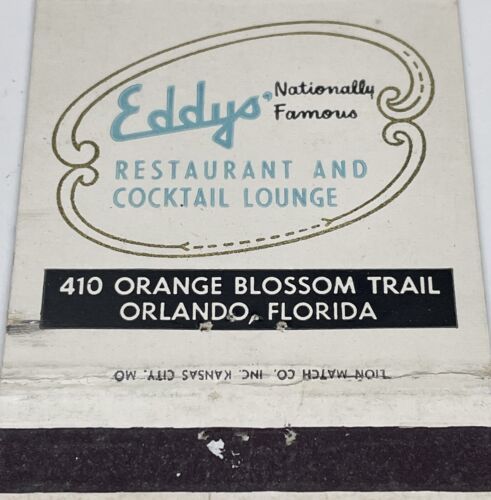 Eddys' Nationally
Famous
RESTAURANT AND
COCKTAIL LOUNGE
410 ORANGE BLOSSOM TRAIL
ORLANDO, FLORIDA
LION MATCH CO. INC. KANSAS CITY. MO.